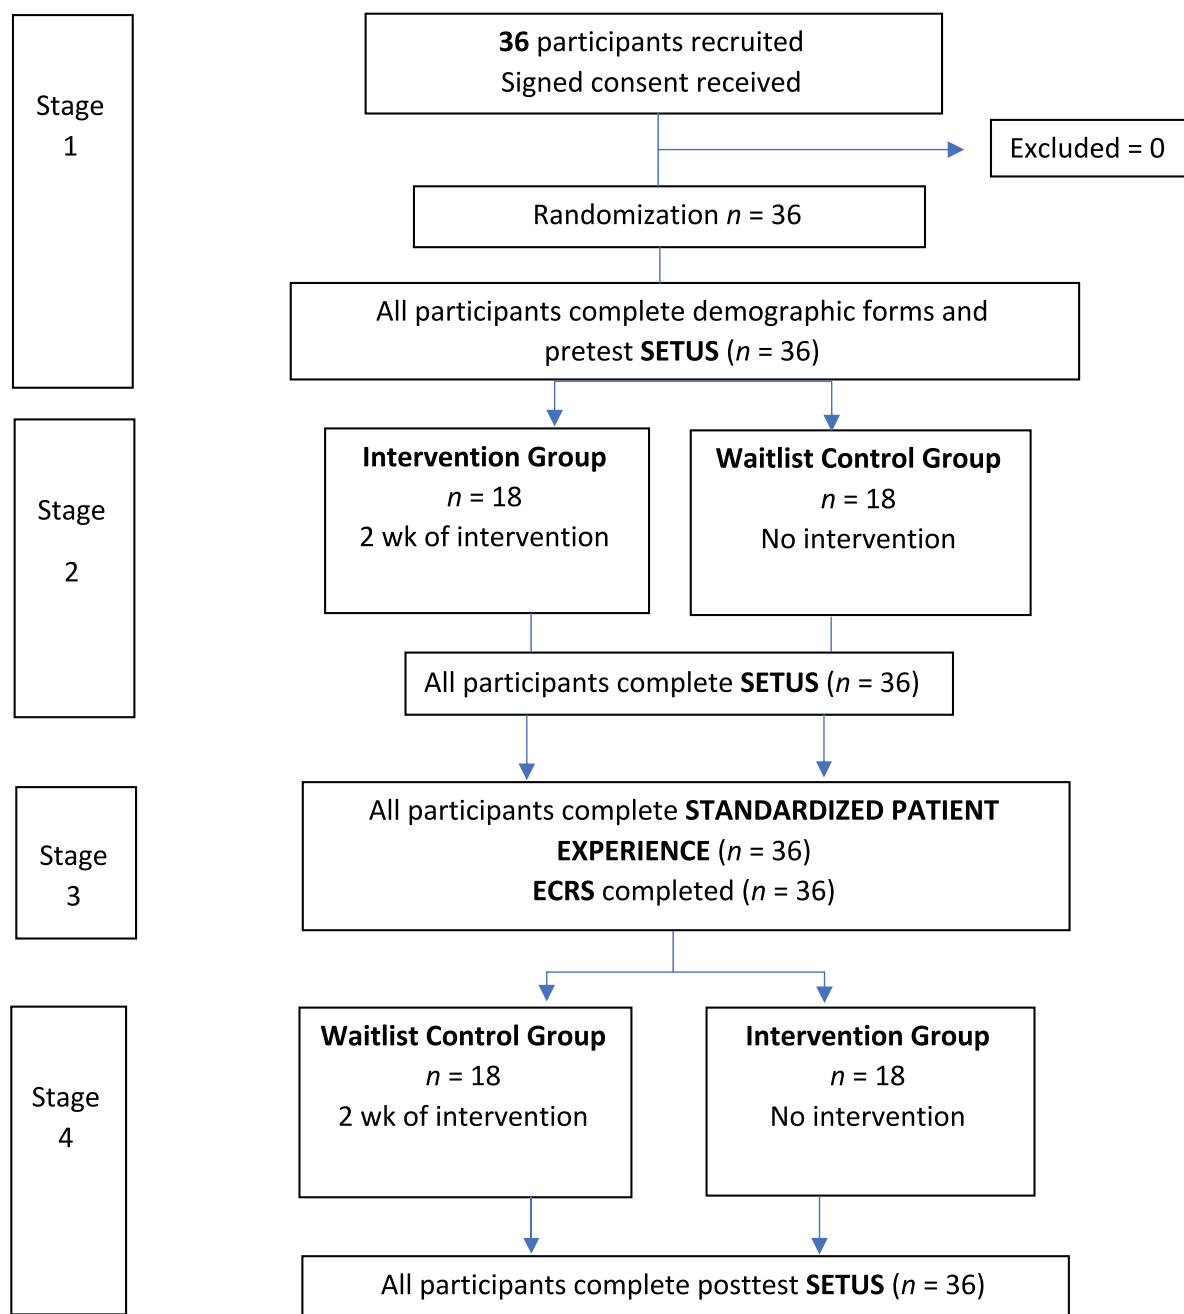 Stage
1
36 participants recruited
Signed consent received
Excluded = 0
Randomization n = 36
All participants complete demographic forms and
pretest SETUS (n = 36)
Stage
2
Intervention Group
n = 18
2 wk of intervention
Waitlist Control Group
n = 18
No intervention
All participants complete SETUS (n = 36)
Stage
3
All participants complete STANDARDIZED PATIENT
EXPERIENCE (n = 36)
ECRS completed (n = 36)
Stage
4
Waitlist Control Group
n = 18
2 wk of intervention
Intervention Group
n = 18
No intervention
All participants complete posttest SETUS (n = 36)